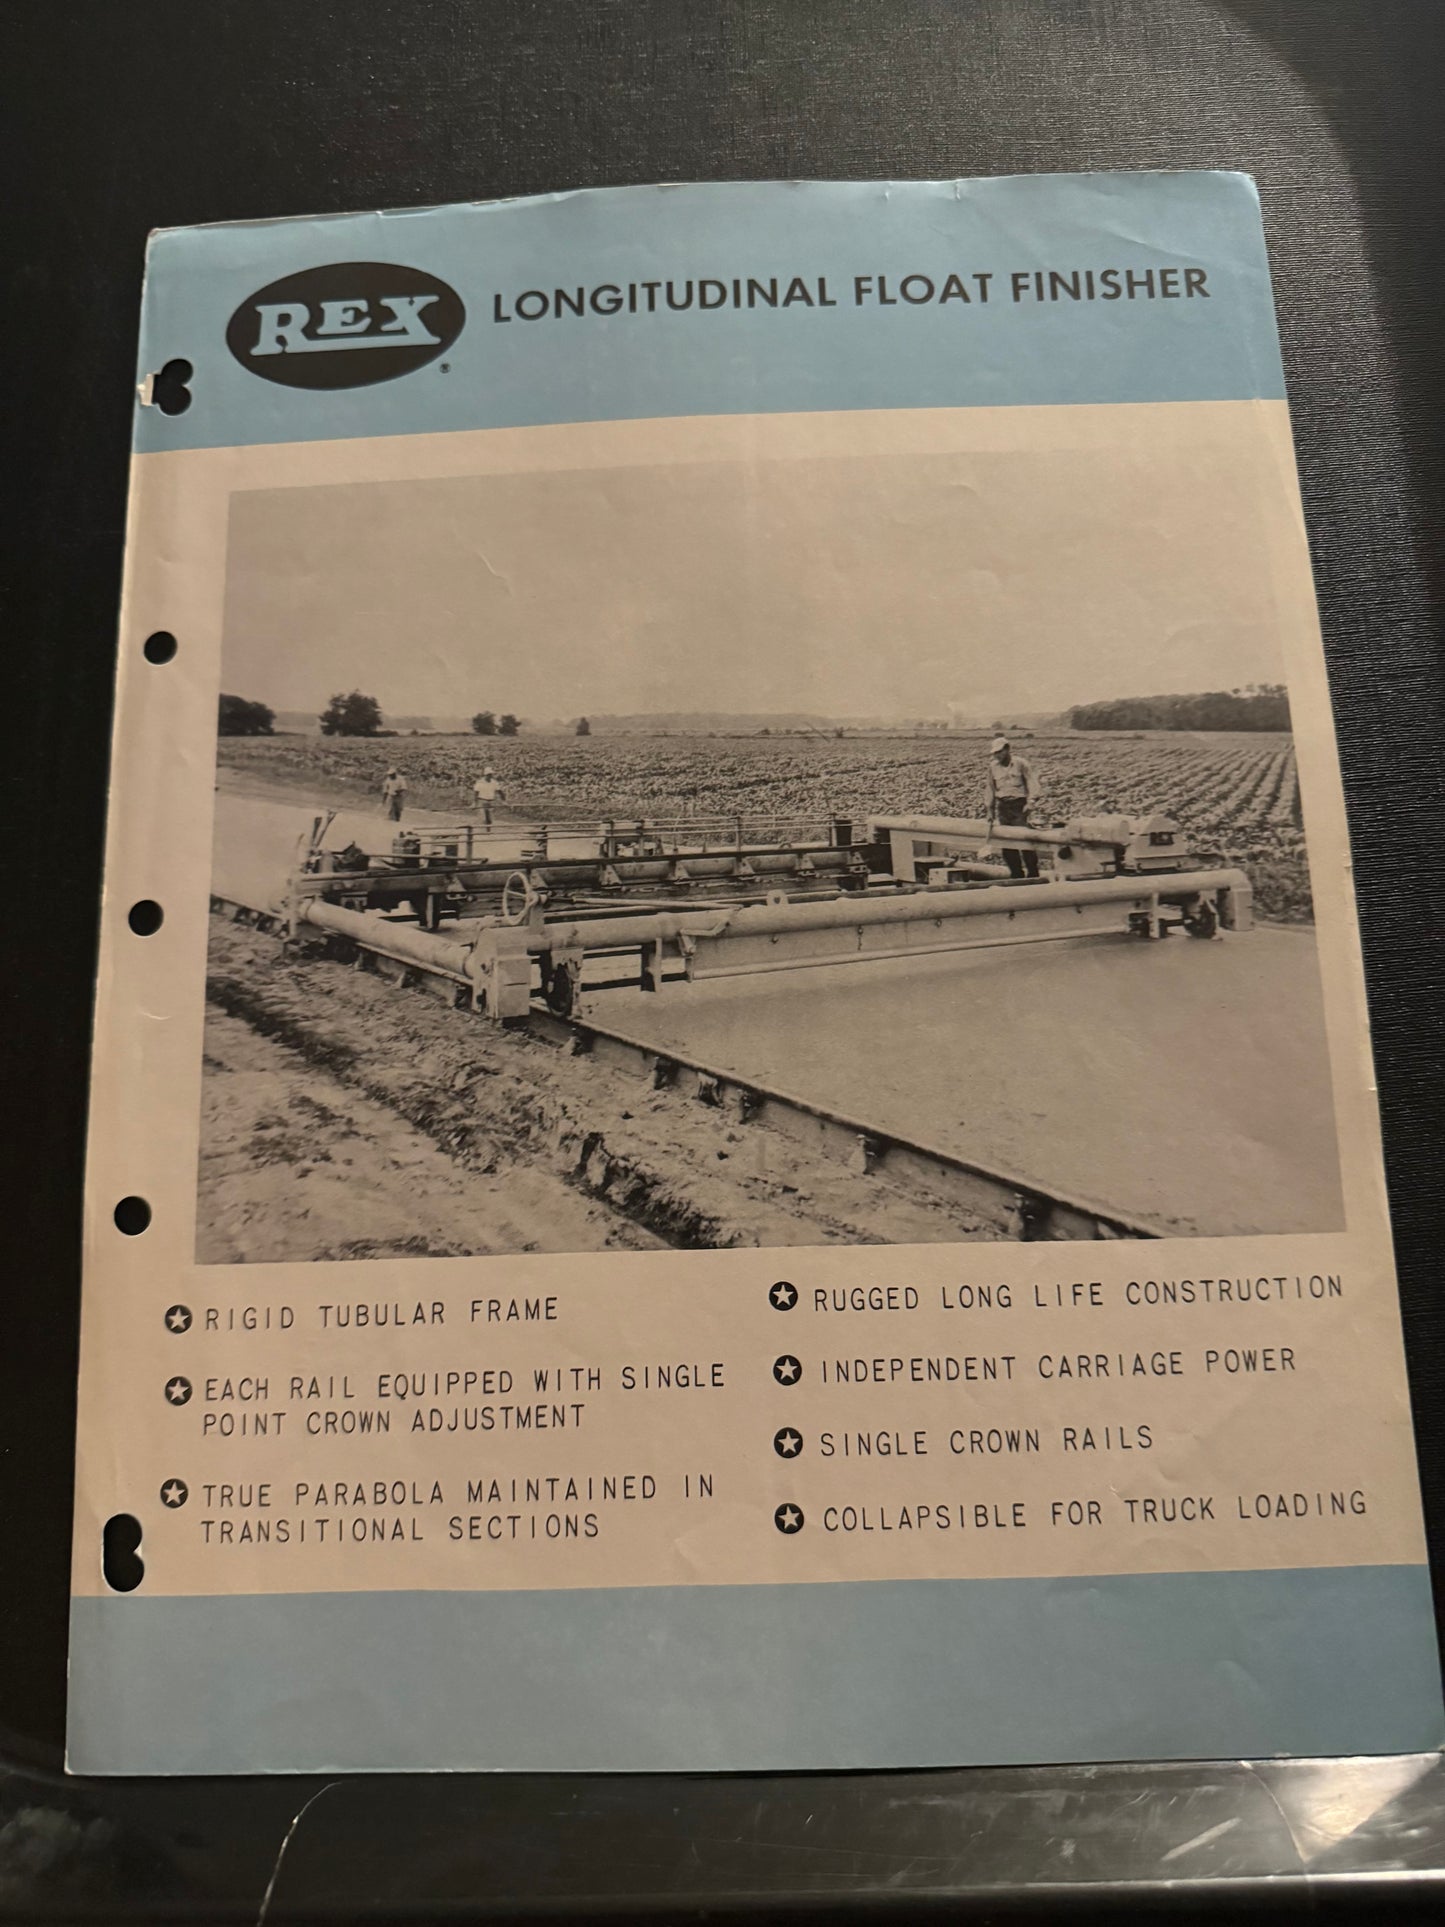 REX
®
LONGITUDINAL FLOAT FINISHER
REX
RIGID TUBULAR FRAME
EACH RAIL EQUIPPED WITH SINGLE
POINT CROWN ADJUSTMENT
TRUE PARABOLA MAINTAINED IN
TRANSITIONAL SECTIONS
RUGGED LONG LIFE CONSTRUCTION
INDEPENDENT CARRIAGE POWER
SINGLE CROWN RAILS
COLLAPSIBLE FOR TRUCK LOADING